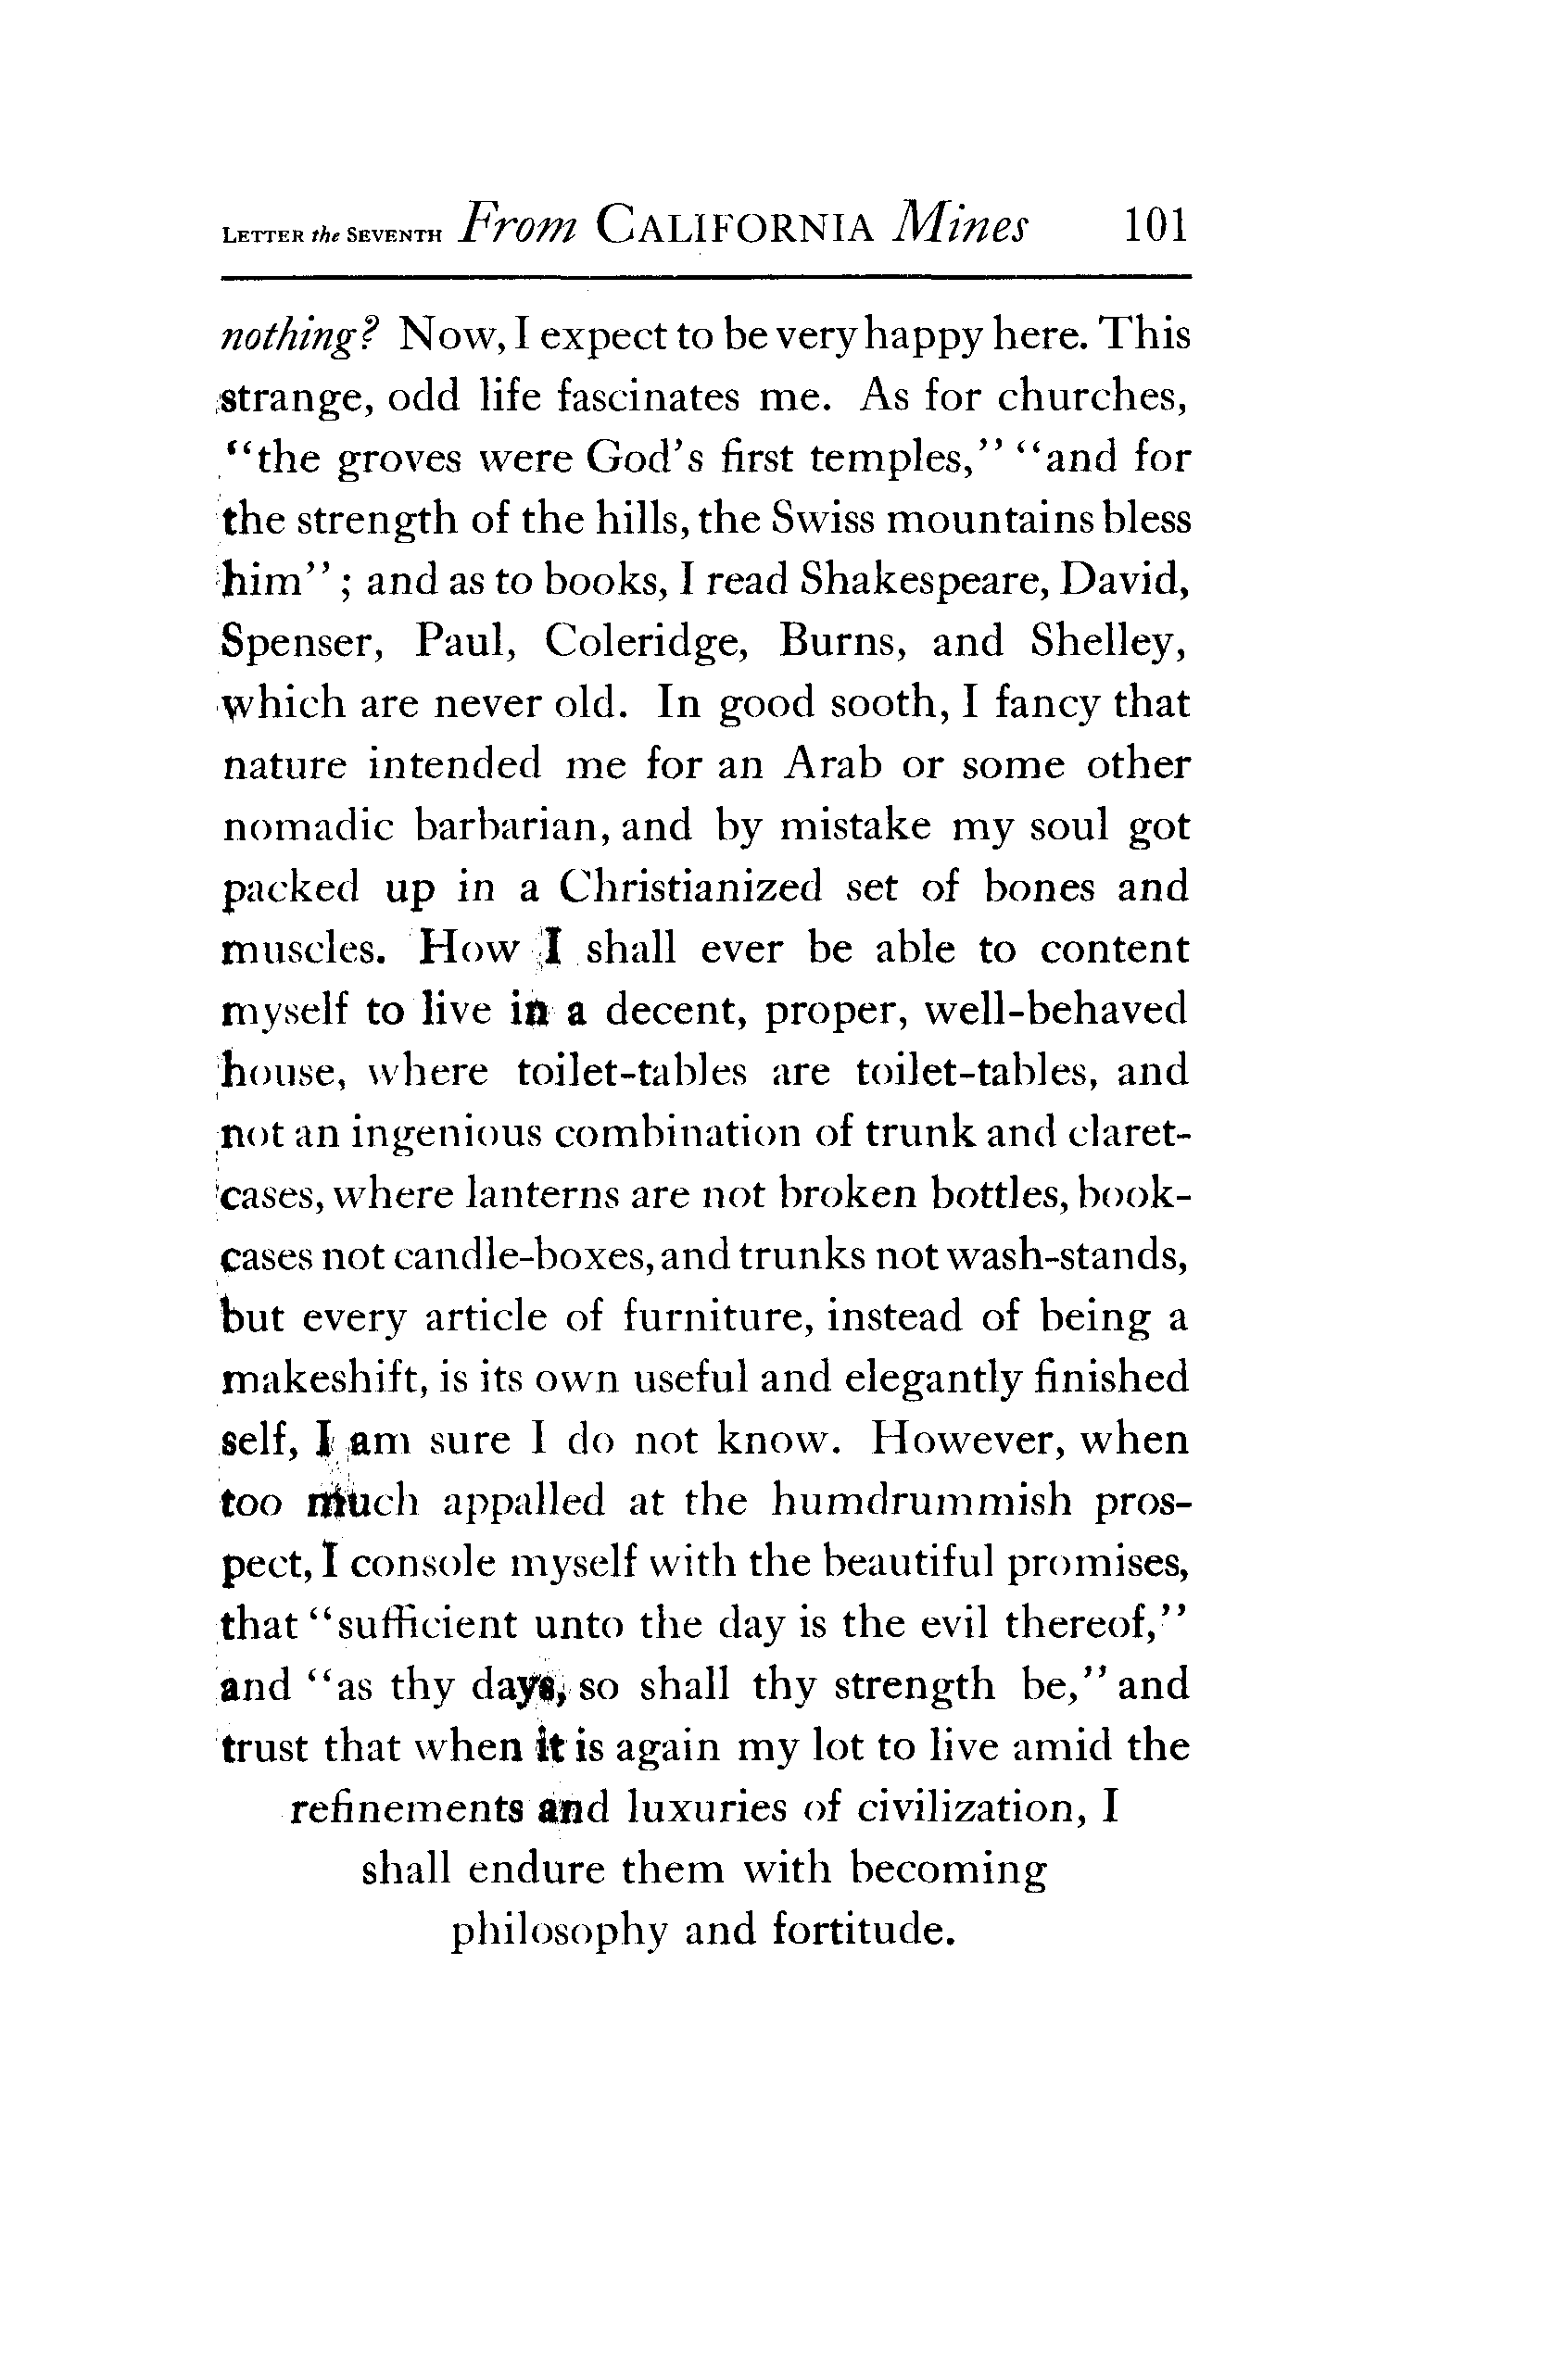 LETTER the SEVENTH From CALIFORNIA Mines 101
nothing? Now, I expect to be very happy here. This
strange, odd life fascinates me. As for churches,
“the groves were God’s first temples,” “and for
the strength of the hills, the Swiss mountains bless
him”; and as to books, I read Shakespeare, David,
Spenser, Paul, Coleridge, Burns, and Shelley,
which are never old. In good sooth, I fancy that
nature intended me for an Arab or some other
nomadic barbarian, and by mistake my soul got
packed up in a Christianized set of bones and
muscles. How I shall ever be able to content
myself to live in a decent, proper, well-behaved
house, where toilet-tables are toilet-tables, and
not an ingenious combination of trunk and claret-
cases, where lanterns are not broken bottles, book-
cases not candle-boxes, and trunks not wash-stands,
but every article of furniture, instead of being a
makeshift, is its own useful and elegantly finished
self, I am sure I do not know. However, when
too much appalled at the humdrummish pros-
pect, I console myself with the beautiful promises,
that “sufficient unto the day is the evil thereof,”
and “as thy days, so shall thy strength be,” and
trust that when it is again my lot to live amid the
refinements and luxuries of civilization, I
shall endure them with becoming
philosophy and fortitude.